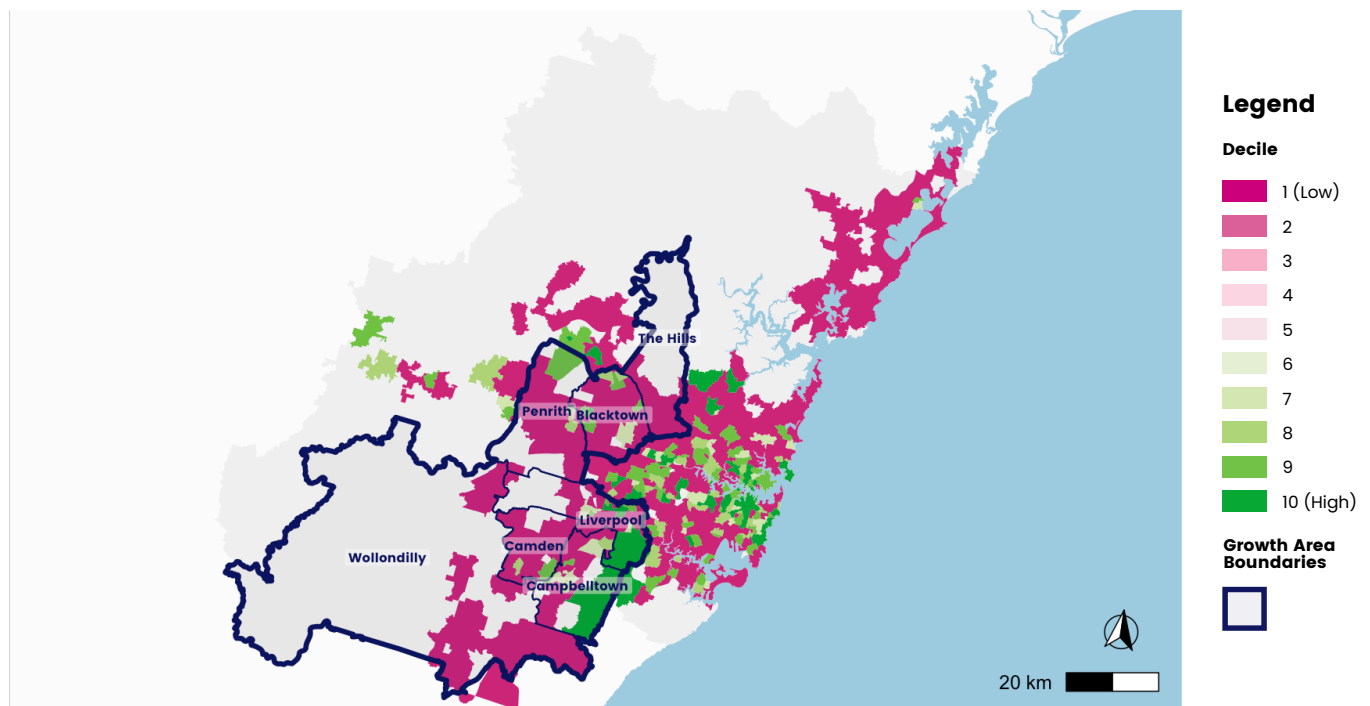 The Hills
Penrith
Blacktown
Liverpool
Camden
Wollondilly
Campbelltown
20 km
Legend
Decile
1 (Low)
2
3
4
5
6
7
8
9
10 (High)
Growth Area
Boundaries